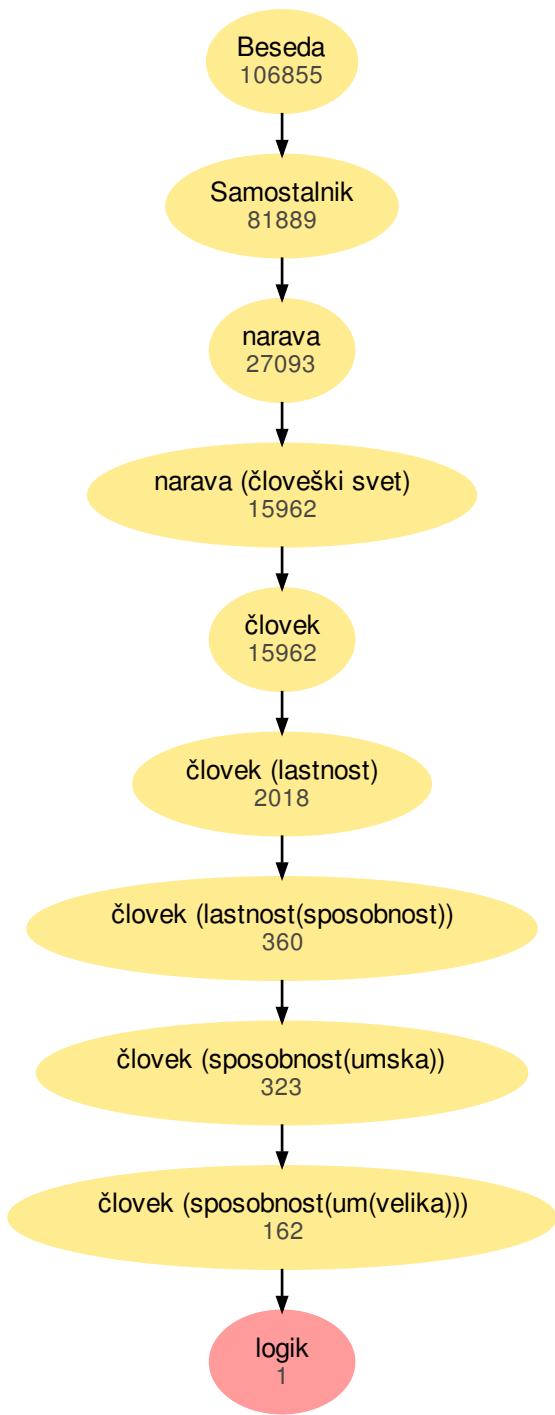 Beseda
106855
Samostalnik
81889
narava
27093
narava (človeški svet)
15962
človek
15962
človek (lastnost)
2018
človek (lastnost(sposobnost))
360
človek (sposobnost(umska))
323
človek (sposobnost(um(velika)))
162
logik
1